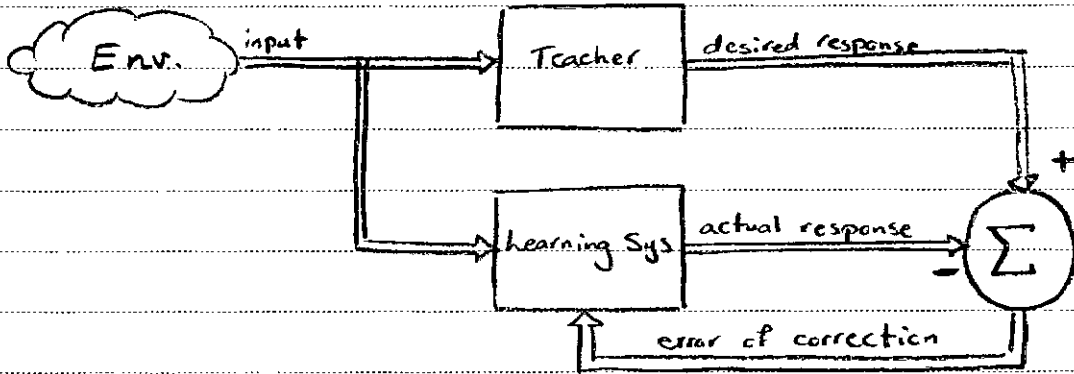 Env.
input
Teacher
desired response
+
Learning Sys
actual response
-
Σ
error of correction